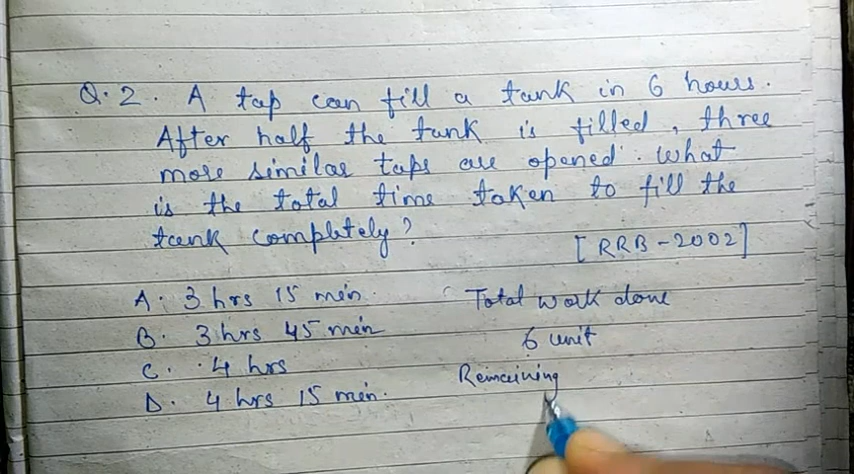 Q.2. A tap can fill a tank in 6 hours.
After half the tank is filled, three
more similar taps are opened. What
is the total time taken to fill the
tank completely?
[RRB-2002]
A. 3 hrs 15 min.
B. 3 hrs 45 min
C. 4 hrs
D. 4 hrs 15 min.
Total work done
6 unit
Remaining